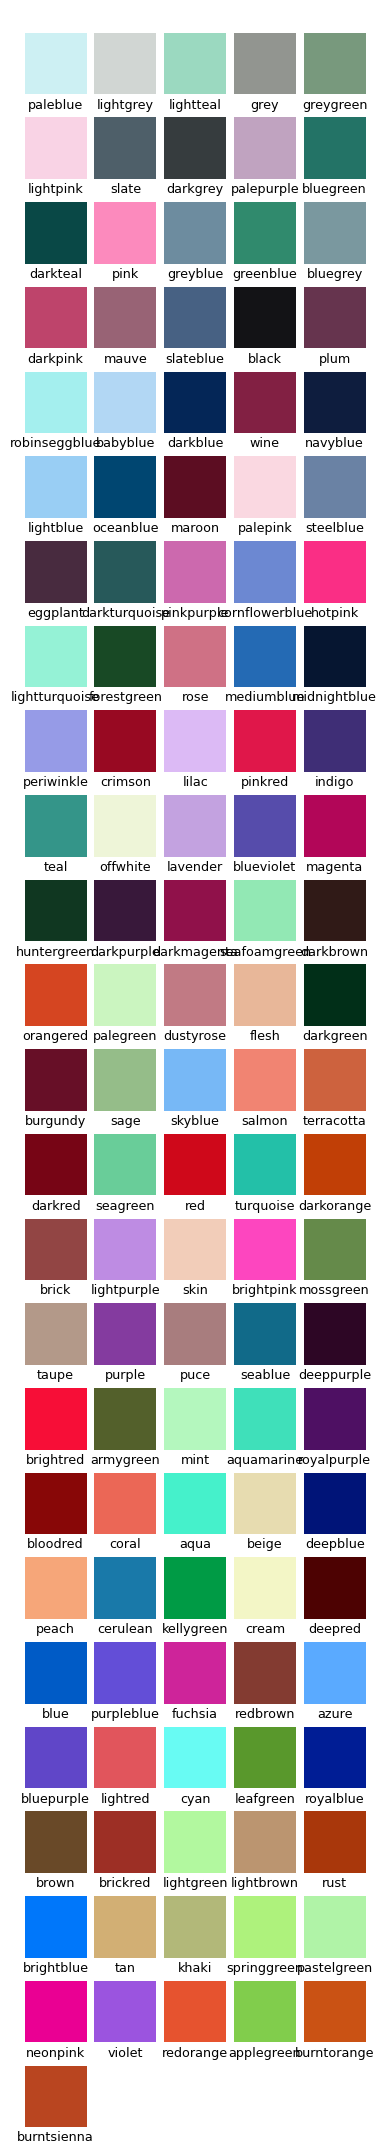 paleblue lightgrey lightteal grey greygreen
lightpink slate darkgrey palepurple bluegreen
darkteal pink greyblue greenblue bluegrey
darkpink mauve slateblue black plum
robinseggblue babyblue darkblue wine navyblue
lightblue oceanblue maroon palepink steelblue
eggplant darkturquoise pinkpurple cornflowerblue hotpink
lightturquoise forestgreen rose mediumblue midnightblue
periwinkle crimson lilac pinkred indigo
teal offwhite lavender blueviolet magenta
huntergreen darkpurple darkmagenta seafoamgreen darkbrown
orangered palegreen dustyrose flesh darkgreen
burgundy sage skyblue salmon terracotta
darkred seagreen red turquoise darkorange
brick lightpurple skin brightpink mossgreen
taupe purple puce seablue deeppurple
brightred armygreen mint aquamarine royalpurple
bloodred coral aqua beige deepblue
peach cerulean kellygreen cream deepred
blue purpleblue fuchsia redbrown azure
bluepurple lightred cyan leafgreen royalblue
brown brickred lightgreen lightbrown rust
brightblue tan khaki springgreen pastelgreen
neonpink violet redorange applegreen burntorange
burntsienna